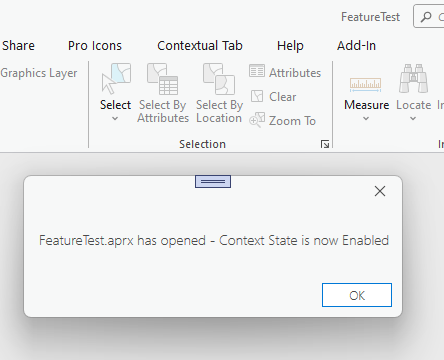 FeatureTest
Share Pro Icons Contextual Tab Help Add-In
Graphics Layer
Select
Select By
Attributes
Select By
Location
Attributes
Clear
Zoom To
Measure
Locate
Selection
FeatureTest.aprx has opened - Context State is now Enabled
OK